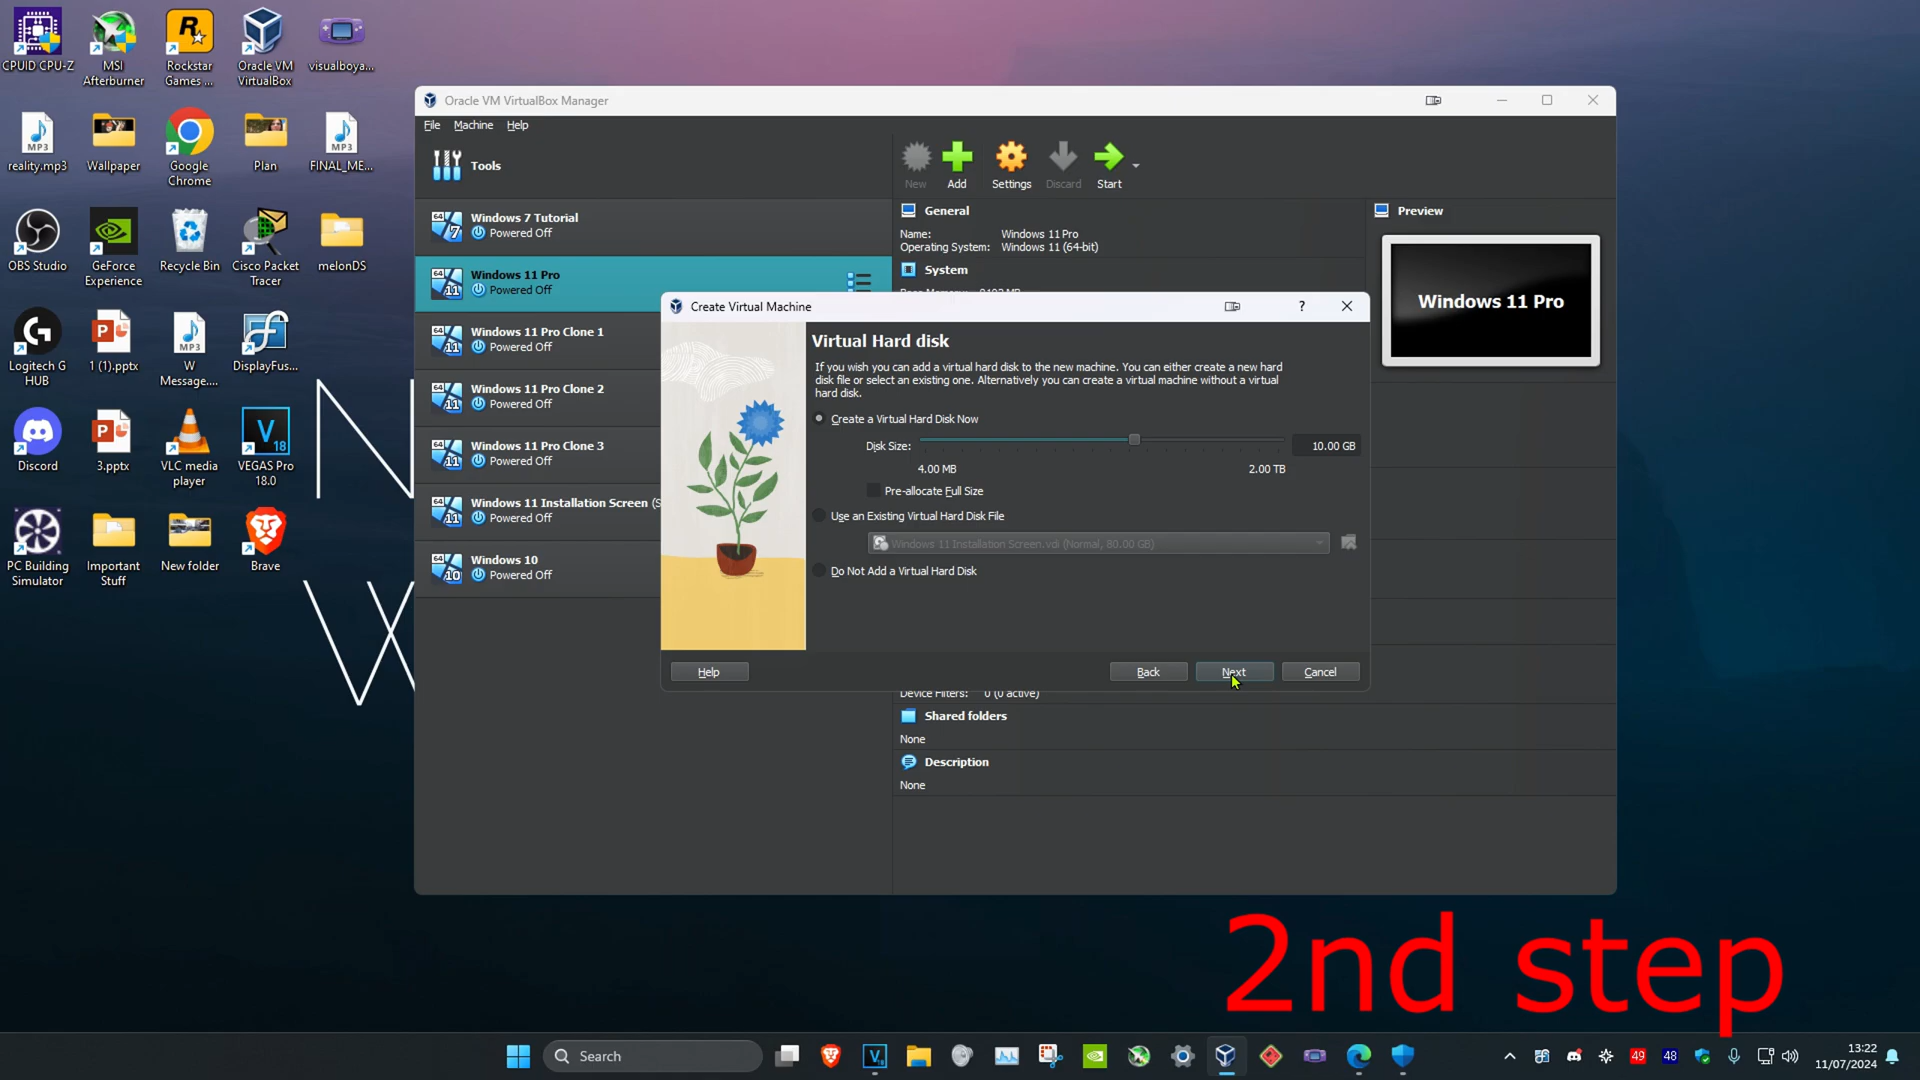 CPUID CPU-Z
MSI
Afterburner
Rockstar
Games ...
Oracle VM
VirtualBox
visualboya...
reality.mp3
Wallpaper
Google
Chrome
Plan
FINAL_ME...
OBS Studio
GeForce
Experience
Recycle Bin
Cisco Packet
Tracer
melonDS
Logitech G
HUB
1 (1).pptx
W
Message....
DisplayFus...
Discord
3.pptx
VLC media
player
VEGAS Pro
18.0
PC Building
Simulator
Important
Stuff
New folder
Brave
Oracle VM VirtualBox Manager
File Machine Help
Tools
New Add Settings Discard Start
Windows 7 Tutorial
Powered Off
Windows 11 Pro
Powered Off
Windows 11 Pro Clone 1
Powered Off
Windows 11 Pro Clone 2
Powered Off
Windows 11 Pro Clone 3
Powered Off
Windows 11 Installation Screen (S
Powered Off
Windows 10
Powered Off
General
Name: Windows 11 Pro
Operating System: Windows 11 (64-bit)
System
Preview
Windows 11 Pro
Create Virtual Machine
Virtual Hard disk
If you wish you can add a virtual hard disk to the new machine. You can either create a new hard
disk file or select an existing one. Alternatively you can create a virtual machine without a virtual
hard disk.
Create a Virtual Hard Disk Now
Disk Size: 10.00 GB
4.00 MB 2.00 TB
Pre-allocate Full Size
Use an Existing Virtual Hard Disk File
Windows 11 Installation Screen.vdi (Normal, 80.00 GB)
Do Not Add a Virtual Hard Disk
Help Back Next Cancel
Device Filters: 0 (0 active)
Shared folders
None
Description
None
2nd step
Search
49 48
13:22
11/07/2024